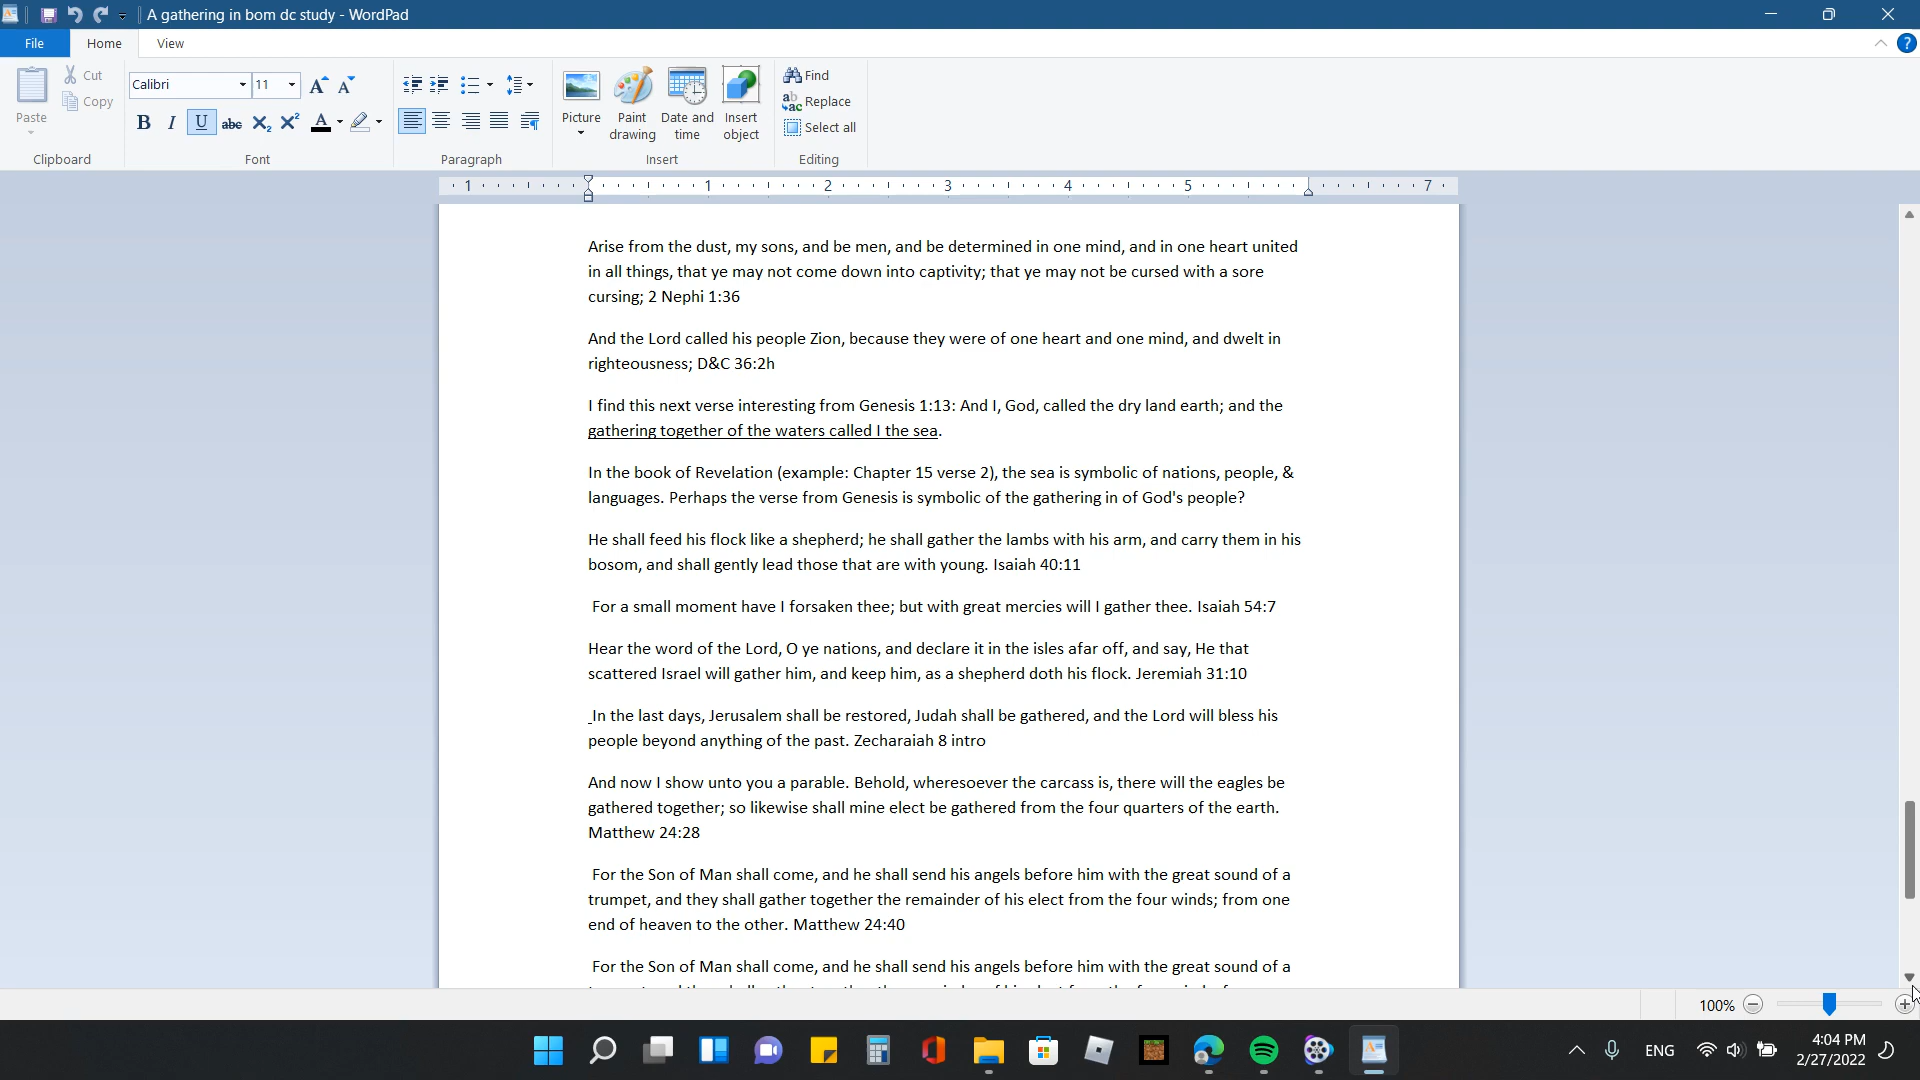 A gathering in bom dc study - WordPad
File Home View
Paste
Cut
Copy
Clipboard
Calibri 11
B I U abc X₂ X² A
Font
Paragraph
Picture
Paint drawing
Date and time
Insert object
Insert
Find
Replace
Select all
Editing
1 1 2 3 4 5 7
Arise from the dust, my sons, and be men, and be determined in one mind, and in one heart united
in all things, that ye may not come down into captivity; that ye may not be cursed with a sore
cursing; 2 Nephi 1:36
And the Lord called his people Zion, because they were of one heart and one mind, and dwelt in
righteousness; D&C 36:2h
I find this next verse interesting from Genesis 1:13: And I, God, called the dry land earth; and the
gathering together of the waters called I the sea.
In the book of Revelation (example: Chapter 15 verse 2), the sea is symbolic of nations, people, &
languages. Perhaps the verse from Genesis is symbolic of the gathering in of God's people?
He shall feed his flock like a shepherd; he shall gather the lambs with his arm, and carry them in his
bosom, and shall gently lead those that are with young. Isaiah 40:11
For a small moment have I forsaken thee; but with great mercies will I gather thee. Isaiah 54:7
Hear the word of the Lord, O ye nations, and declare it in the isles afar off, and say, He that
scattered Israel will gather him, and keep him, as a shepherd doth his flock. Jeremiah 31:10
In the last days, Jerusalem shall be restored, Judah shall be gathered, and the Lord will bless his
people beyond anything of the past. Zecharaiah 8 intro
And now I show unto you a parable. Behold, wheresoever the carcass is, there will the eagles be
gathered together; so likewise shall mine elect be gathered from the four quarters of the earth.
Matthew 24:28
For the Son of Man shall come, and he shall send his angels before him with the great sound of a
trumpet, and they shall gather together the remainder of his elect from the four winds; from one
end of heaven to the other. Matthew 24:40
For the Son of Man shall come, and he shall send his angels before him with the great sound of a
100%
ENG
4:04 PM
2/27/2022